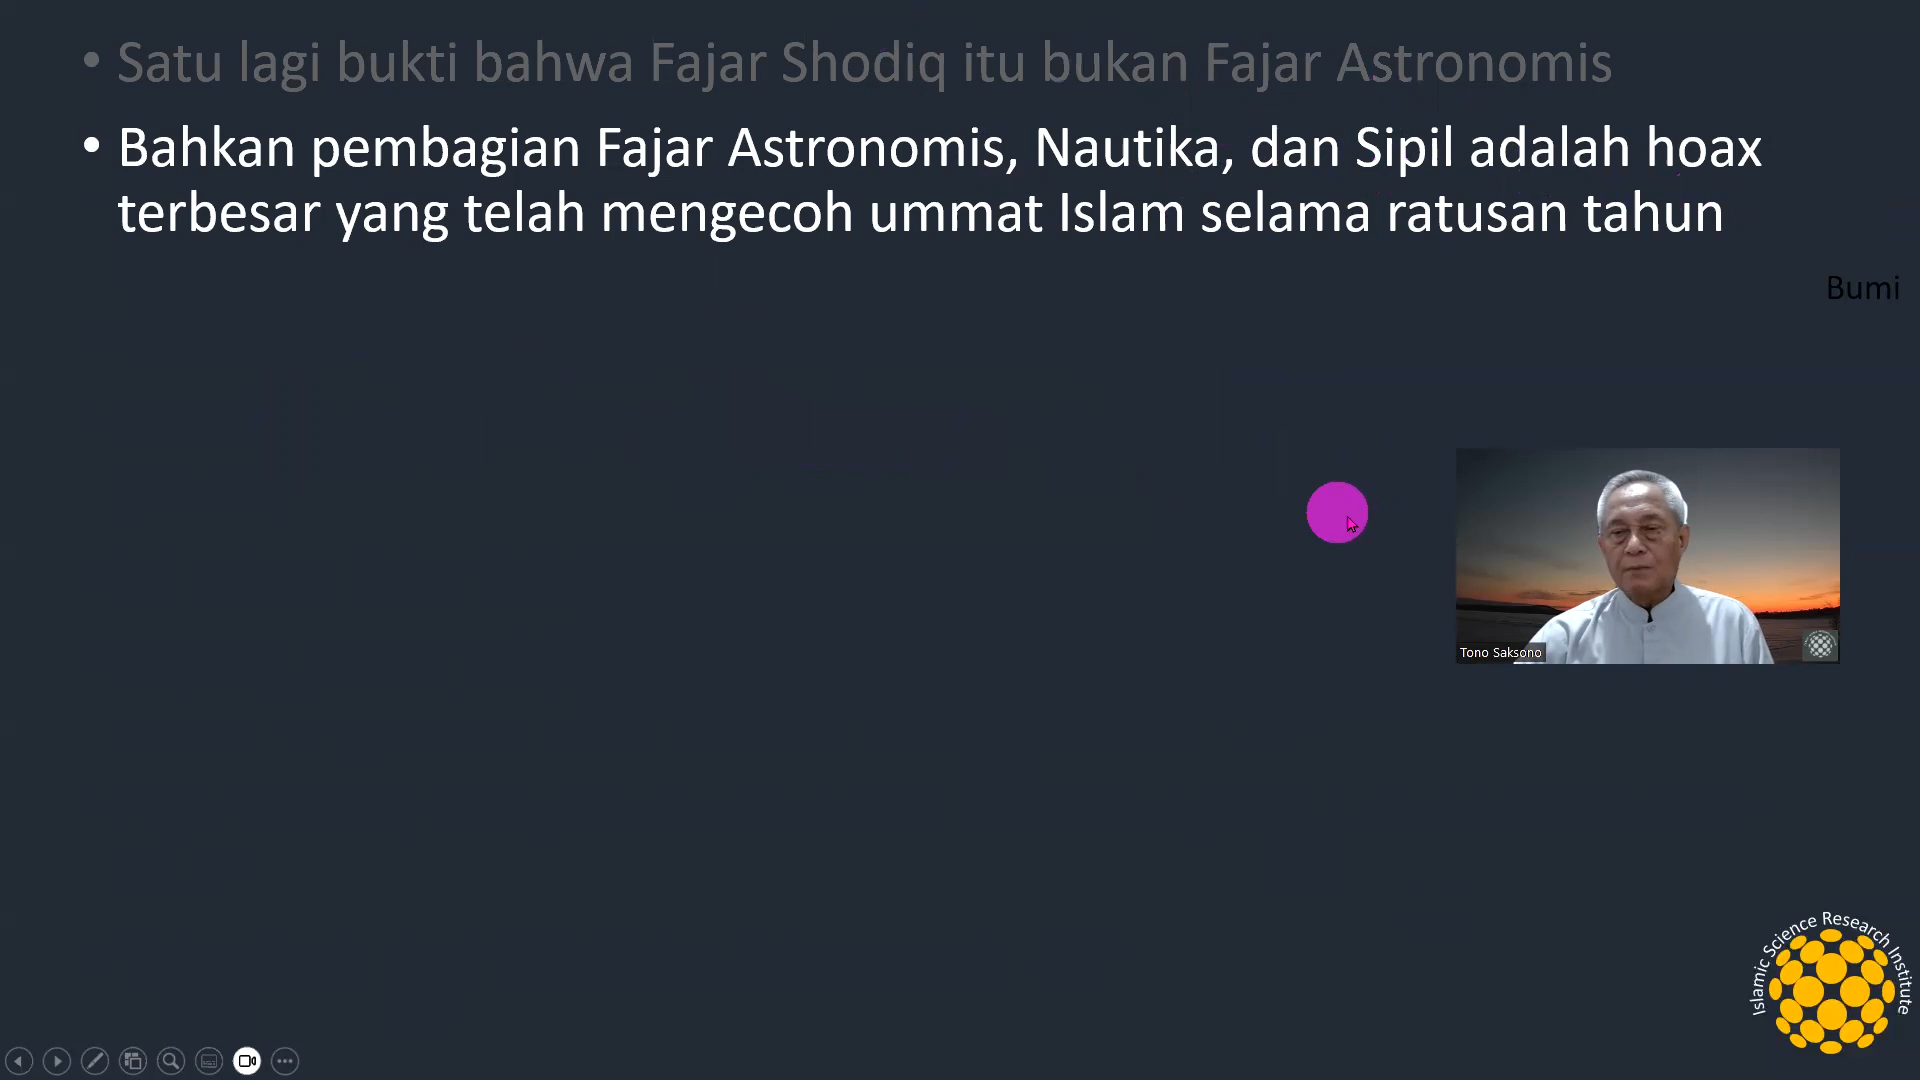 • Satu lagi bukti bahwa Fajar Shodiq itu bukan Fajar Astronomis
• Bahkan pembagian Fajar Astronomis, Nautika, dan Sipil adalah hoax
terbesar yang telah mengecoh ummat Islam selama ratusan tahun
Bumi
Tono Saksono
Islamic Science Research Institute